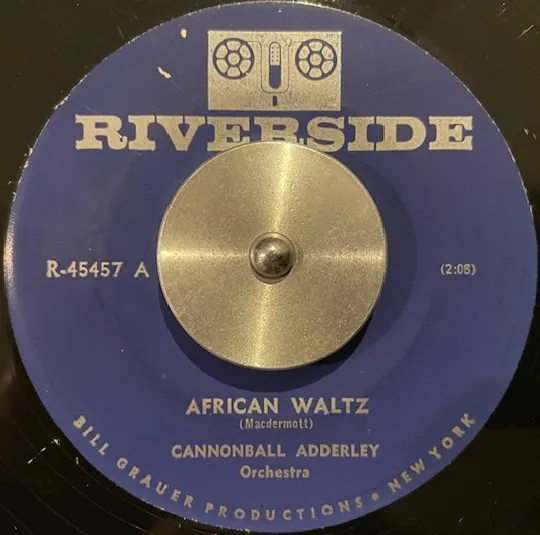 RIVERSIDE
R-45457 A
(2:08)
AFRICAN WALTZ
(Macdermott)
CANNONBALL ADDERLEY
Orchestra
BILL GRAUER PRODUCTIONS • NEW YORK